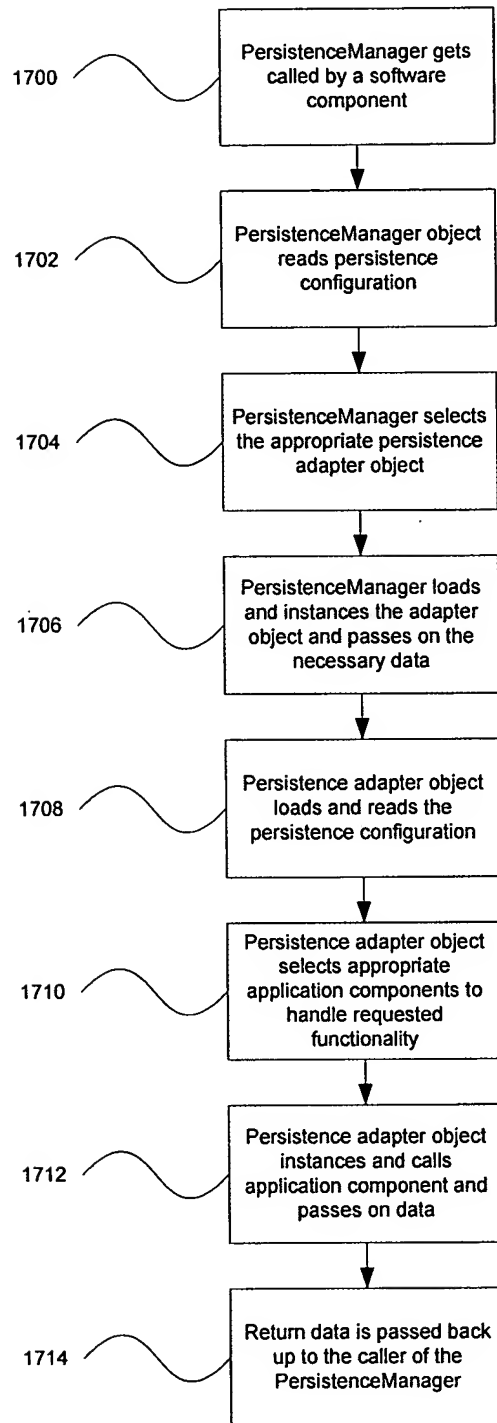 1700
PersistenceManager gets
called by a software
component
1702
PersistenceManager object
reads persistence
configuration
1704
PersistenceManager selects
the appropriate persistence
adapter object
1706
PersistenceManager loads
and instances the adapter
object and passes on the
necessary data
1708
Persistence adapter object
loads and reads the
persistence configuration
1710
Persistence adapter object
selects appropriate
application components to
handle requested
functionality
1712
Persistence adapter object
instances and calls
application component and
passes on data
1714
Return data is passed back
up to the caller of the
PersistenceManager